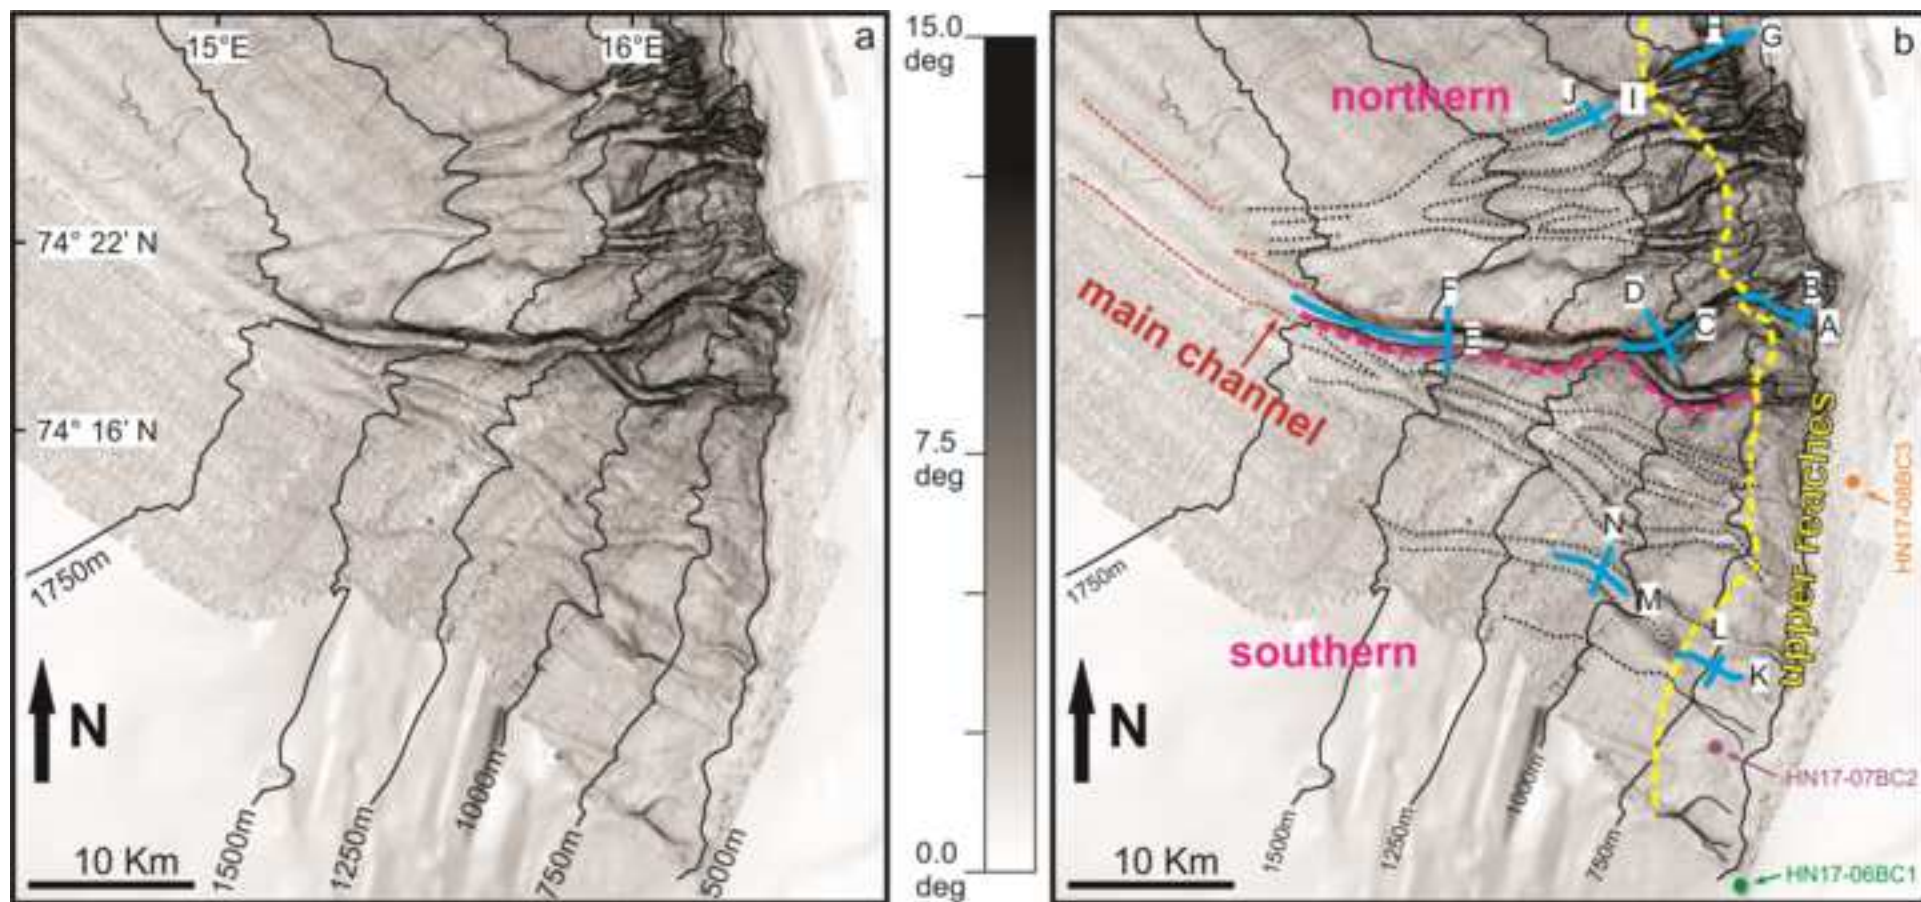 15°E
16°E
a
74° 22' N
74° 16' N
1750m
N
10 Km
1500m
1250m
1000m
750m
500m
15.0
deg
7.5
deg
0.0
deg
b
G
J
I
northern
B
D
F
C
A
E
main channel
upper reaches
HN17-08BC3
N
1750m
M
southern
L
K
N
HN17-07BC2
10 Km
1500m
1250m
1000m
750m
HN17-06BC1